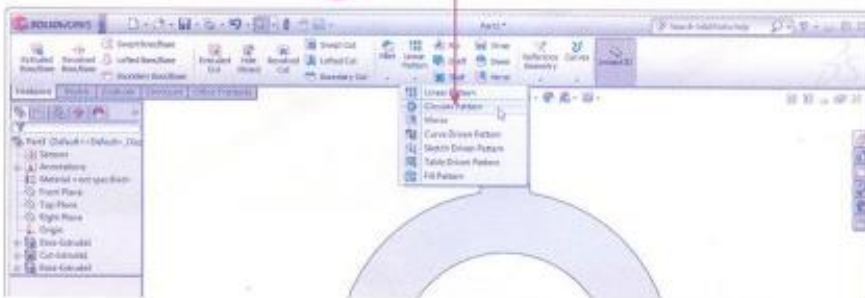 SOLIDWORKS
Part1 *
Search SolidWorks Help
Extruded Boss/Base
Revolved Boss/Base
Swept Boss/Base
Lofted Boss/Base
Boundary Boss/Base
Extruded Cut
Hole Wizard
Revolved Cut
Swept Cut
Lofted Cut
Boundary Cut
Fillet
Linear Pattern
Rib
Draft
Shell
Wrap
Dome
Mirror
Reference Geometry
Curves
Instant3D
Features
Sketch
Evaluate
DimXpert
Office Products
Linear Pattern
Circular Pattern
Mirror
Curve Driven Pattern
Sketch Driven Pattern
Table Driven Pattern
Fill Pattern
Part1 (Default<<Default>_Disp
Sensors
Annotations
Material <not specified>
Front Plane
Top Plane
Right Plane
Origin
Boss-Extrude1
Cut-Extrude1
Boss-Extrude2